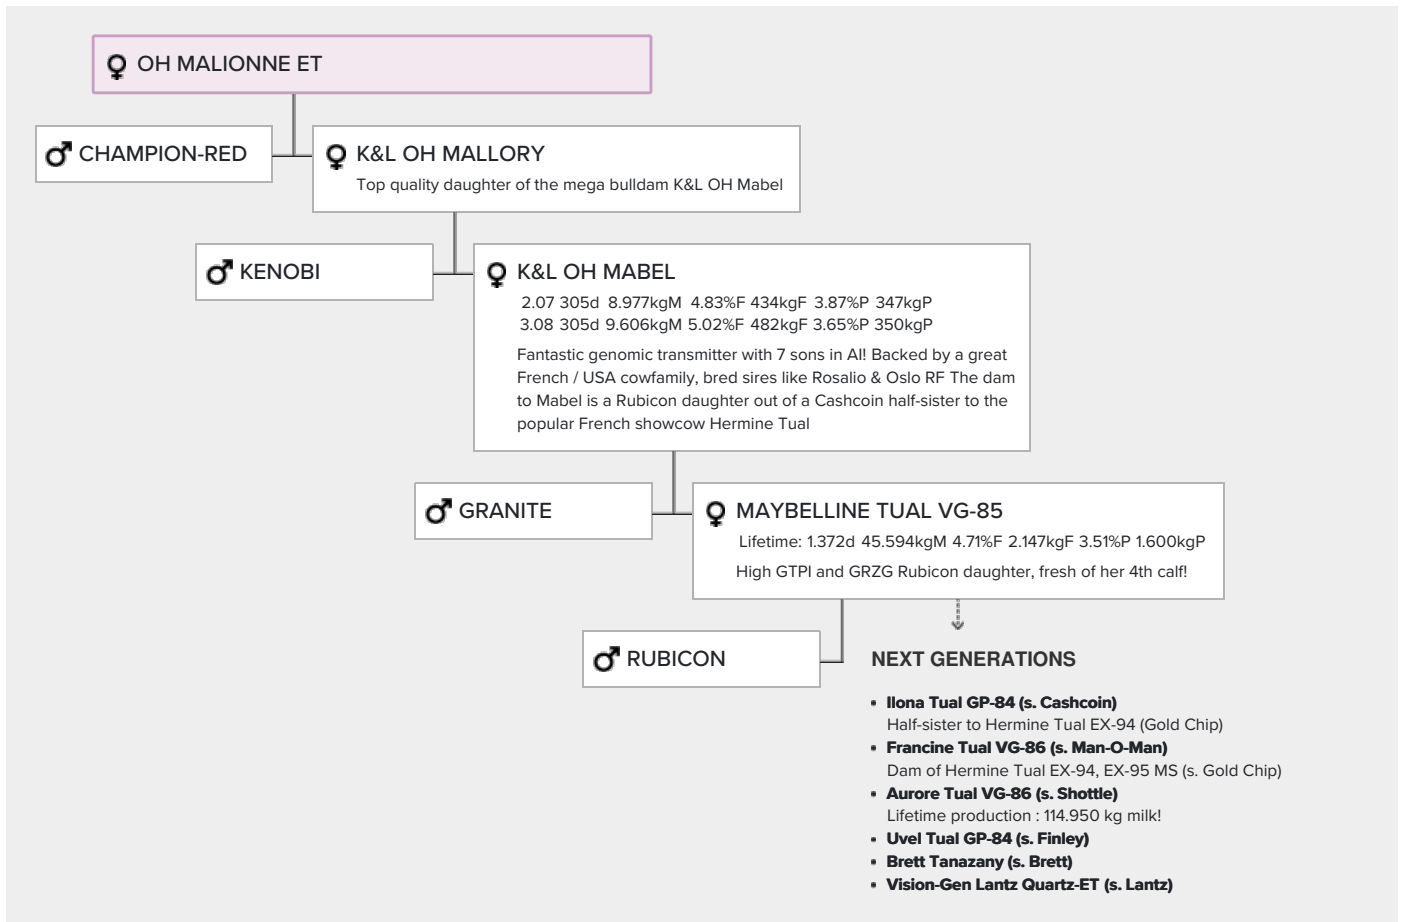 OH MALIONNE ET
CHAMPION-RED
K&L OH MALLORY
Top quality daughter of the mega bulldam K&L OH Mabel
KENOBI
K&L OH MABEL
2.07 305d 8.977kgM 4.83%F 434kgF 3.87%P 347kgP
3.08 305d 9.606kgM 5.02%F 482kgF 3.65%P 350kgP
Fantastic genomic transmitter with 7 sons in AI! Backed by a great
French / USA cowfamily, bred sires like Rosalio & Oslo RF The dam
to Mabel is a Rubicon daughter out of a Cashcoin half-sister to the
popular French showcow Hermine Tual
GRANITE
MAYBELLINE TUAL VG-85
Lifetime: 1.372d 45.594kgM 4.71%F 2.147kgF 3.51%P 1.600kgP
High GTPI and GRZG Rubicon daughter, fresh of her 4th calf!
RUBICON
NEXT GENERATIONS
• Ilona Tual GP-84 (s. Cashcoin)
Half-sister to Hermine Tual EX-94 (Gold Chip)
• Francine Tual VG-86 (s. Man-O-Man)
Dam of Hermine Tual EX-94, EX-95 MS (s. Gold Chip)
• Aurore Tual VG-86 (s. Shottle)
Lifetime production : 114.950 kg milk!
• Uvel Tual GP-84 (s. Finley)
• Brett Tanazany (s. Brett)
• Vision-Gen Lantz Quartz-ET (s. Lantz)